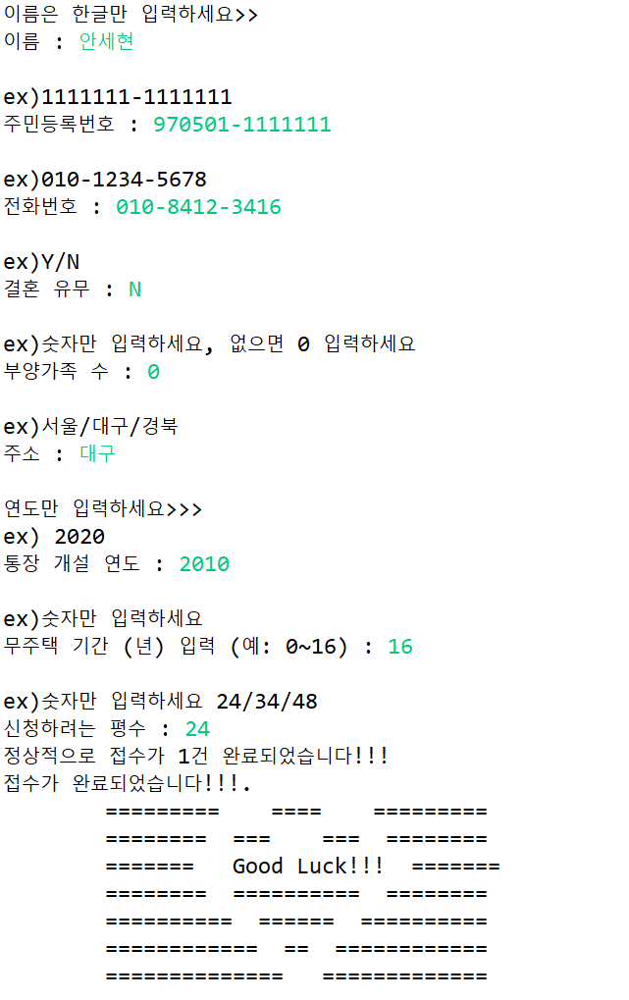 이름은 한글만 입력하세요>>
이름 : 안세현
ex)1111111-1111111
주민등록번호 : 970501-1111111
ex)010-1234-5678
전화번호 : 010-8412-3416
ex)Y/N
결혼 유무 : N
ex)숫자만 입력하세요, 없으면 0 입력하세요
부양가족 수 : 0
ex)서울/대구/경북
주소 : 대구
연도만 입력하세요>>>
ex) 2020
통장 개설 연도 : 2010
ex)숫자만 입력하세요
무주택 기간 (년) 입력 (예: 0~16) : 16
ex)숫자만 입력하세요 24/34/48
신청하려는 평수 : 24
정상적으로 접수가 1건 완료되었습니다!!!
접수가 완료되었습니다!!!.
=========    ====    =========
========  ===    ===  ========
=======   Good Luck!!!  =======
========  ==========  ========
==========  ======  ==========
============  ==  ============
==============   =============